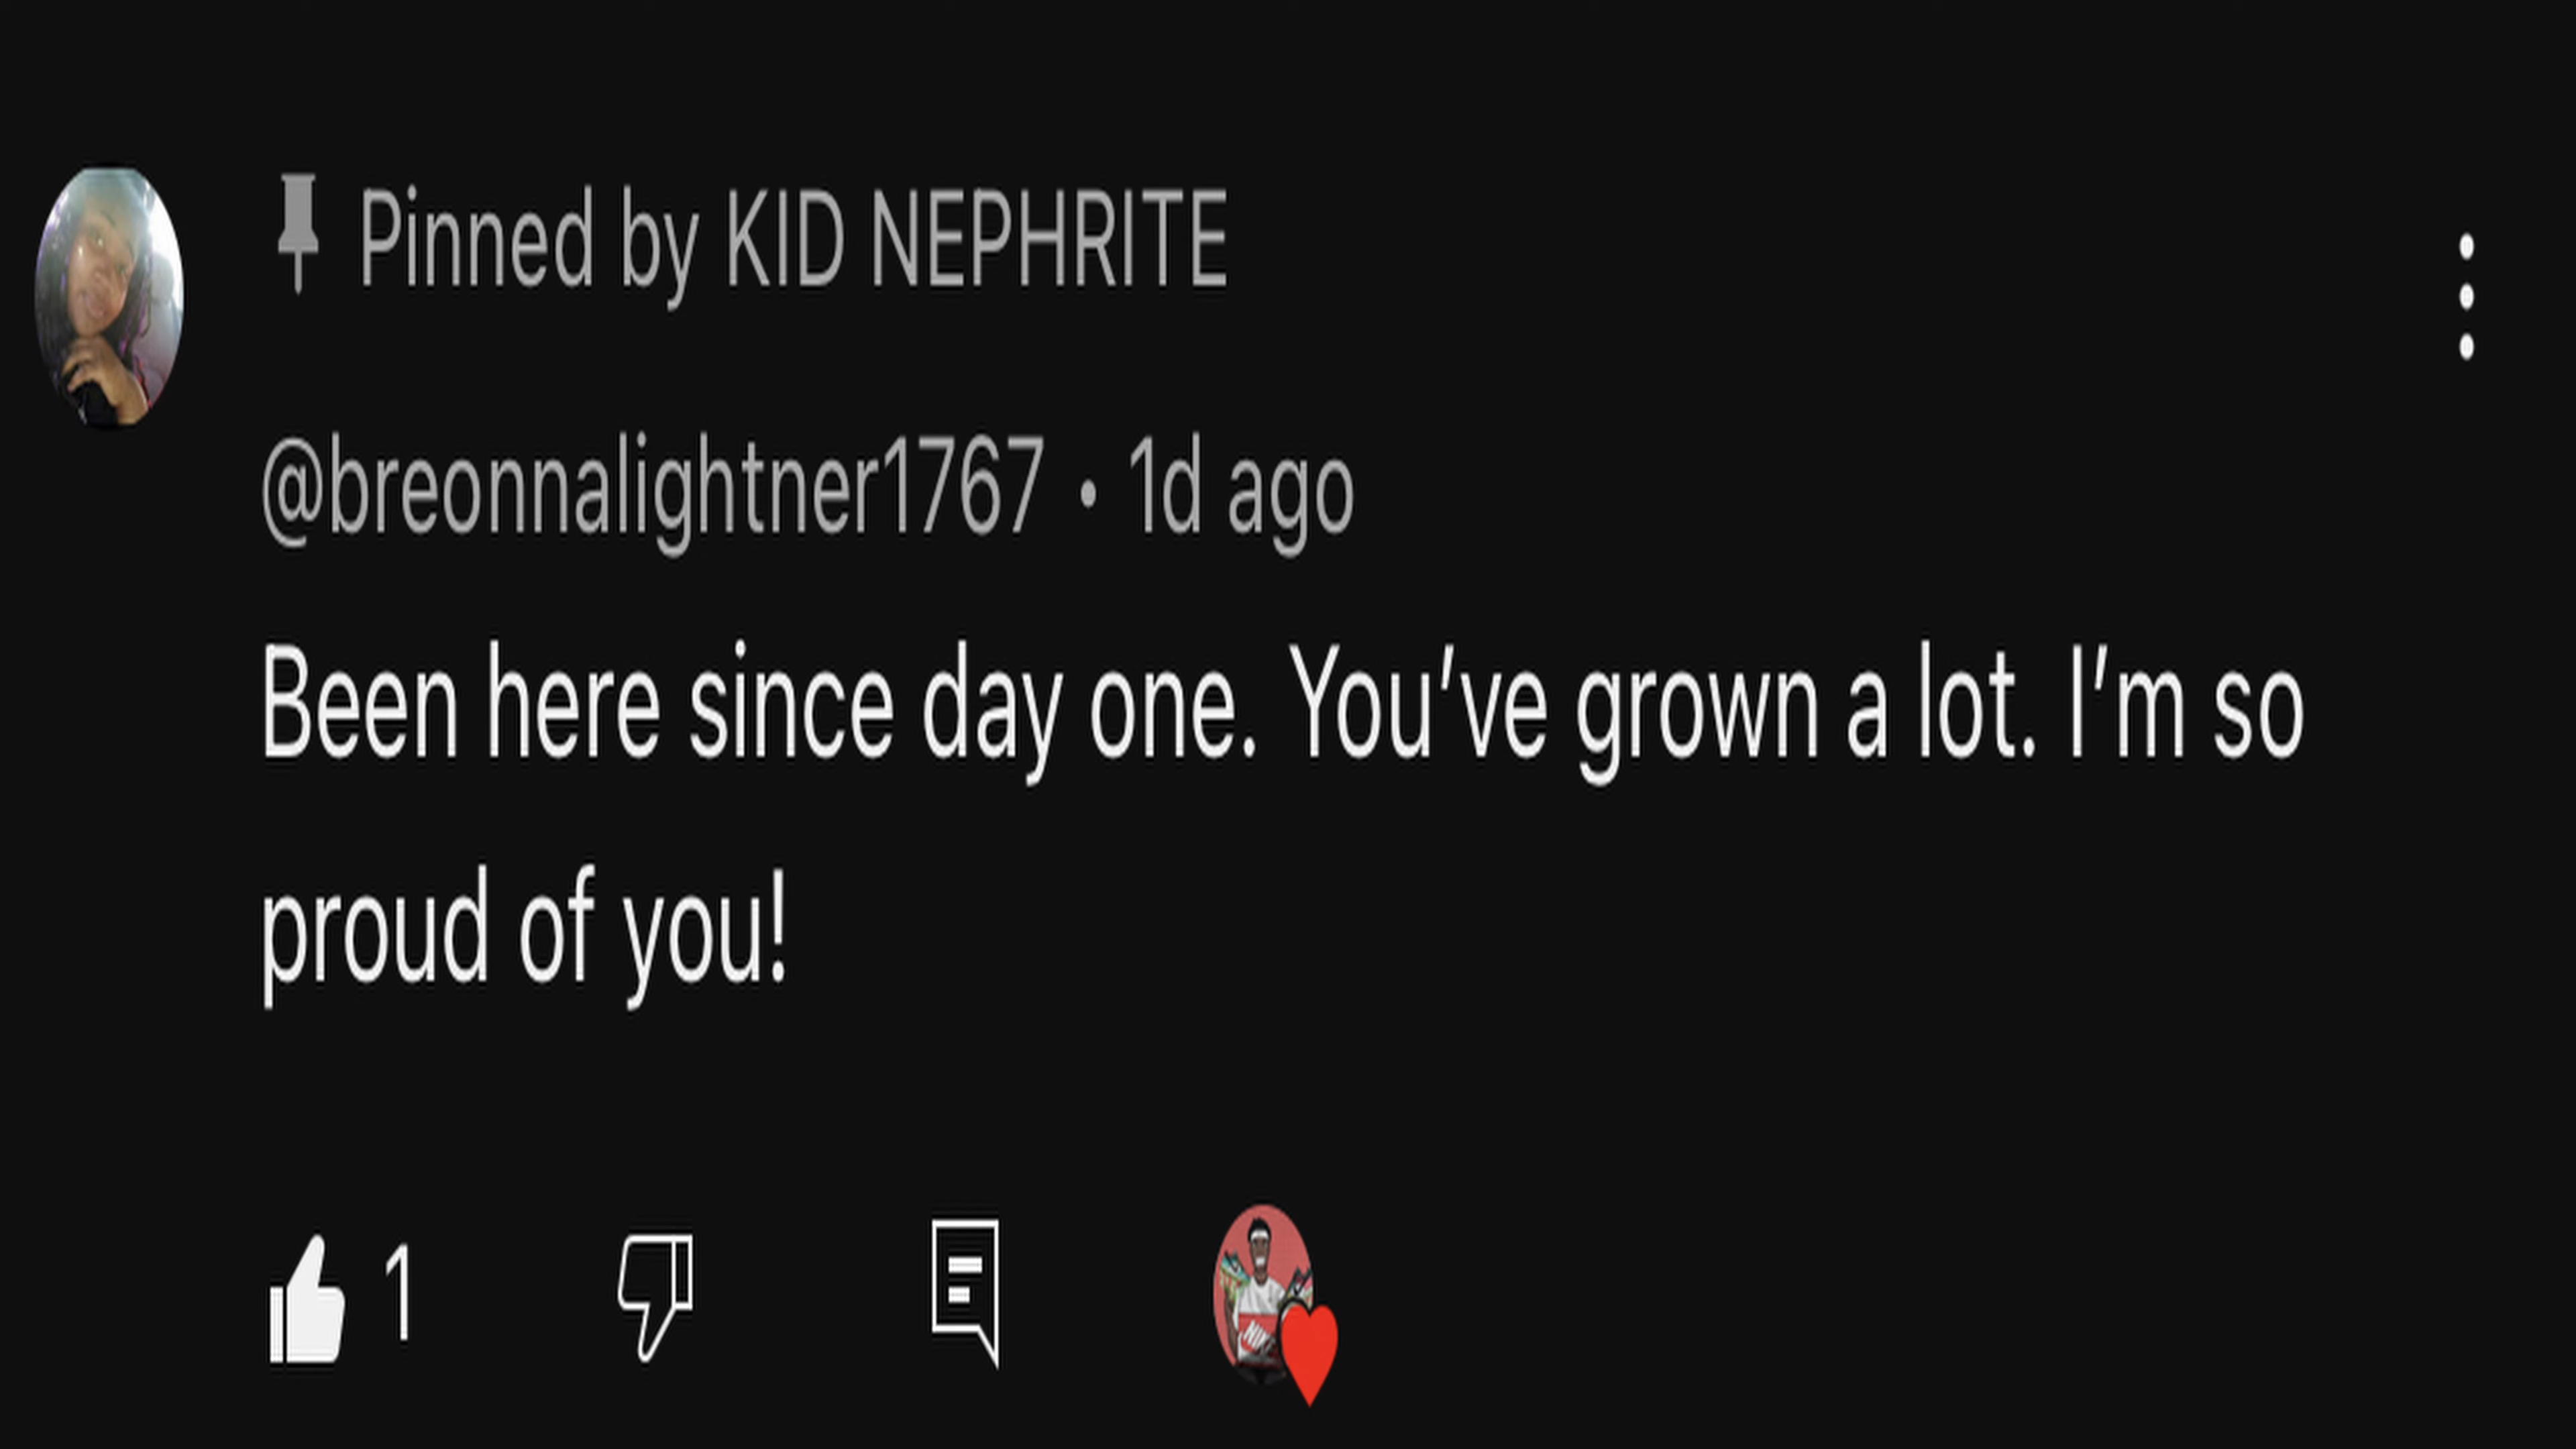 Pinned by KID NEPHRITE
@breonnalightner1767 • 1d ago
Been here since day one. You’ve grown a lot. I’m so
proud of you!
1
NIKE